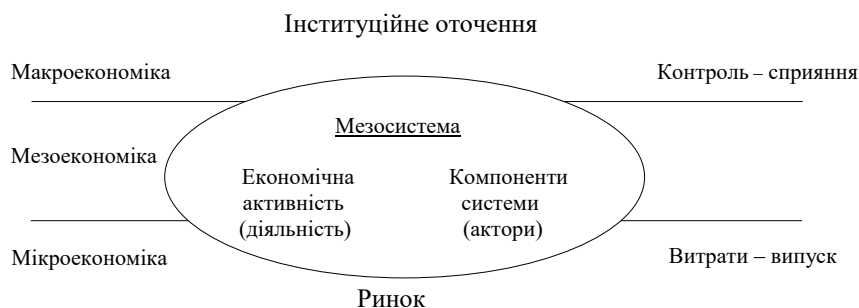 Інституційне оточення
Макроекономіка
Контроль – сприяння
Мезосистема
Мезоекономіка
Економічна
активність
(діяльність)
Компоненти
системи
(актори)
Мікроекономіка
Витрати – випуск
Ринок